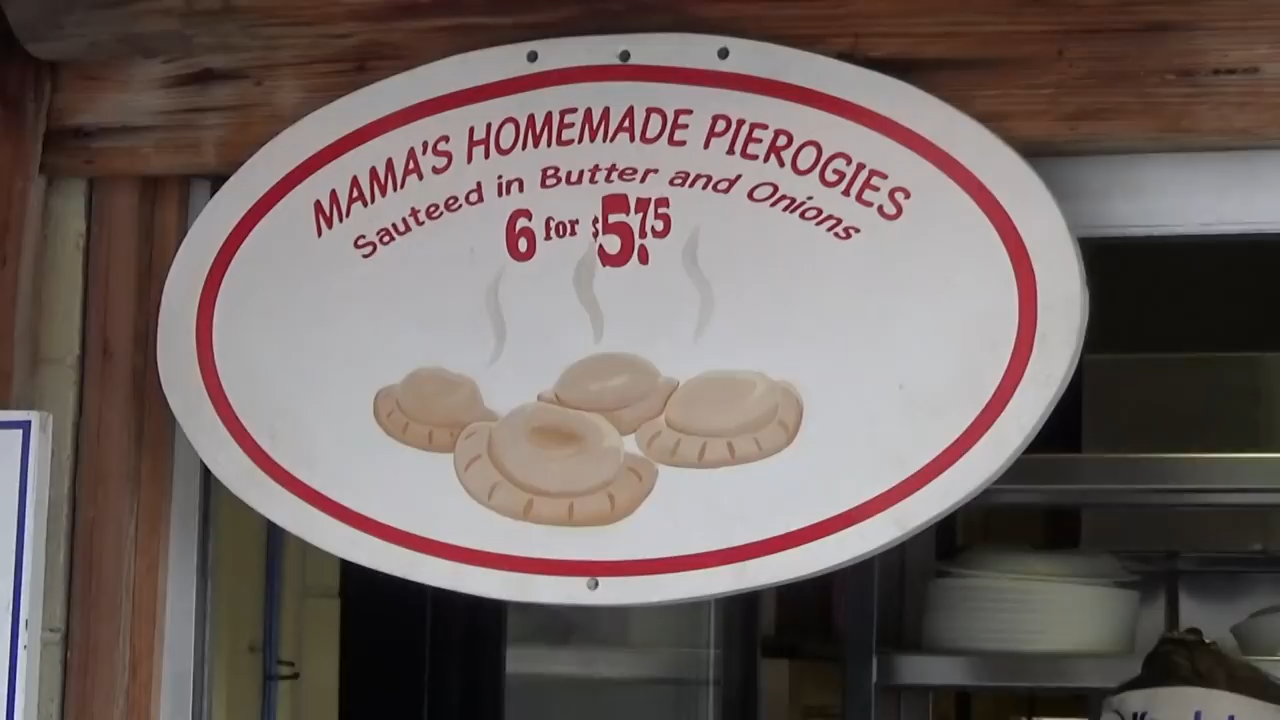 MAMA'S HOMEMADE PIEROGIES
Sauteed in Butter and Onions
6 for $5.75